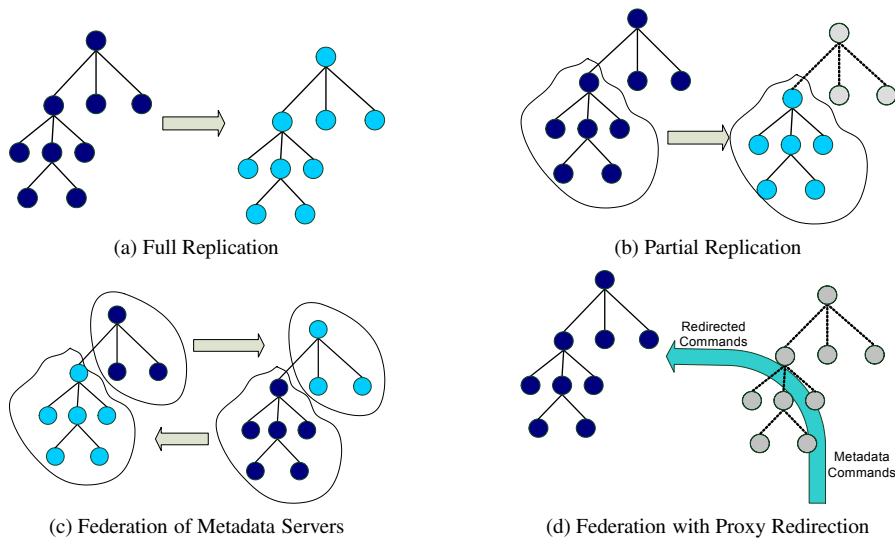 (a) Full Replication
(b) Partial Replication
Redirected
Commands
Metadata
Commands
(c) Federation of Metadata Servers
(d) Federation with Proxy Redirection